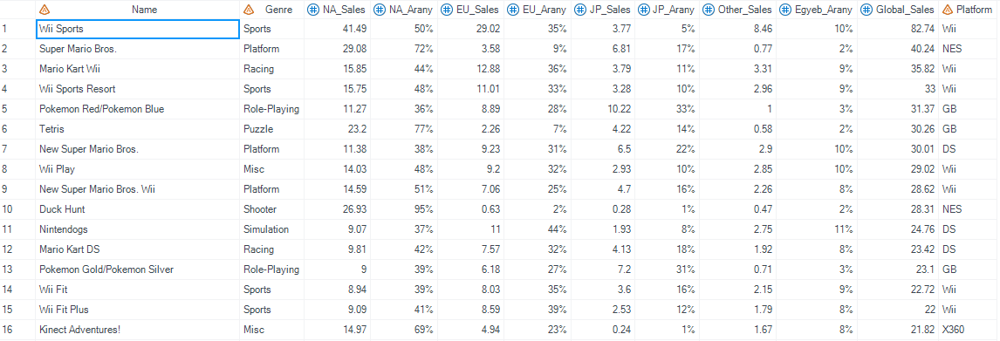 Name Genre NA_Sales NA_Arany EU_Sales EU_Arany JP_Sales JP_Arany Other_Sales Egyeb_Arany Global_Sales Platform
1 Wii Sports Sports 41.49 50% 29.02 35% 3.77 5% 8.46 10% 82.74 Wii
2 Super Mario Bros. Platform 29.08 72% 3.58 9% 6.81 17% 0.77 2% 40.24 NES
3 Mario Kart Wii Racing 15.85 44% 12.88 36% 3.79 11% 3.31 9% 35.82 Wii
4 Wii Sports Resort Sports 15.75 48% 11.01 33% 3.28 10% 2.96 9% 33 Wii
5 Pokemon Red/Pokemon Blue Role-Playing 11.27 36% 8.89 28% 10.22 33% 1 3% 31.37 GB
6 Tetris Puzzle 23.2 77% 2.26 7% 4.22 14% 0.58 2% 30.26 GB
7 New Super Mario Bros. Platform 11.38 38% 9.23 31% 6.5 22% 2.9 10% 30.01 DS
8 Wii Play Misc 14.03 48% 9.2 32% 2.93 10% 2.85 10% 29.02 Wii
9 New Super Mario Bros. Wii Platform 14.59 51% 7.06 25% 4.7 16% 2.26 8% 28.62 Wii
10 Duck Hunt Shooter 26.93 95% 0.63 2% 0.28 1% 0.47 2% 28.31 NES
11 Nintendogs Simulation 9.07 37% 11 44% 1.93 8% 2.75 11% 24.76 DS
12 Mario Kart DS Racing 9.81 42% 7.57 32% 4.13 18% 1.92 8% 23.42 DS
13 Pokemon Gold/Pokemon Silver Role-Playing 9 39% 6.18 27% 7.2 31% 0.71 3% 23.1 GB
14 Wii Fit Sports 8.94 39% 8.03 35% 3.6 16% 2.15 9% 22.72 Wii
15 Wii Fit Plus Sports 9.09 41% 8.59 39% 2.53 12% 1.79 8% 22 Wii
16 Kinect Adventures! Misc 14.97 69% 4.94 23% 0.24 1% 1.67 8% 21.82 X360